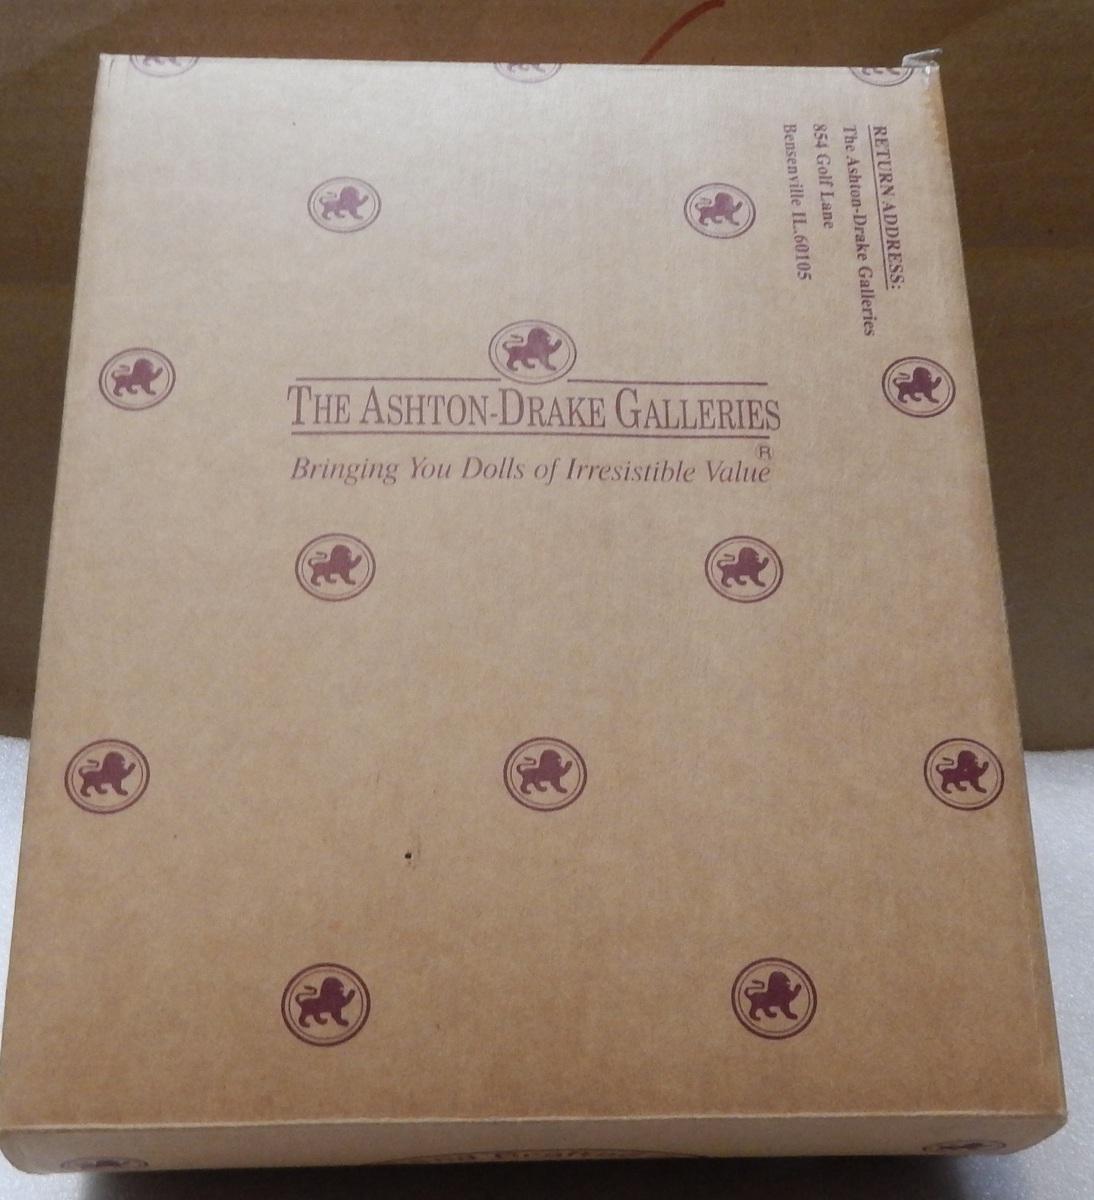 RETURN ADDRESS:
The Ashton-Drake Galleries
854 Golf Lane
Bensenville IL.60105
THE ASHTON-DRAKE GALLERIES
®
Bringing You Dolls of Irresistible Value